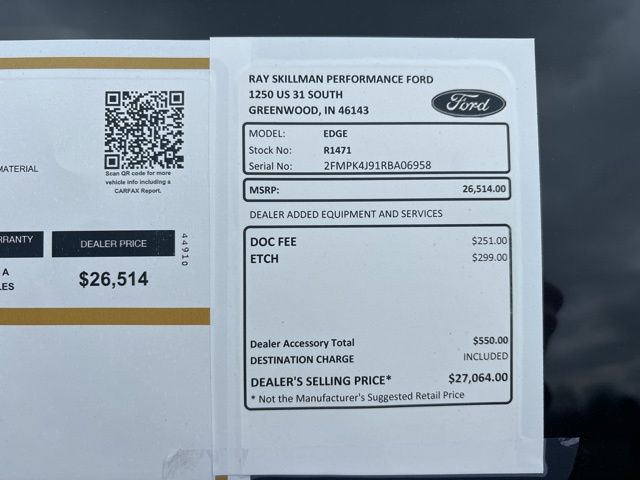 MATERIAL
Scan QR code for more
vehicle info including a
CARFAX Report.
RRANTY
DEALER PRICE
44910
A
LES
$26,514
RAY SKILLMAN PERFORMANCE FORD
1250 US 31 SOUTH
GREENWOOD, IN 46143
Ford
MODEL: EDGE
Stock No: R1471
Serial No: 2FMPK4J91RBA06958
MSRP: 26,514.00
DEALER ADDED EQUIPMENT AND SERVICES
DOC FEE $251.00
ETCH $299.00
Dealer Accessory Total $550.00
DESTINATION CHARGE INCLUDED
DEALER'S SELLING PRICE* $27,064.00
* Not the Manufacturer's Suggested Retail Price